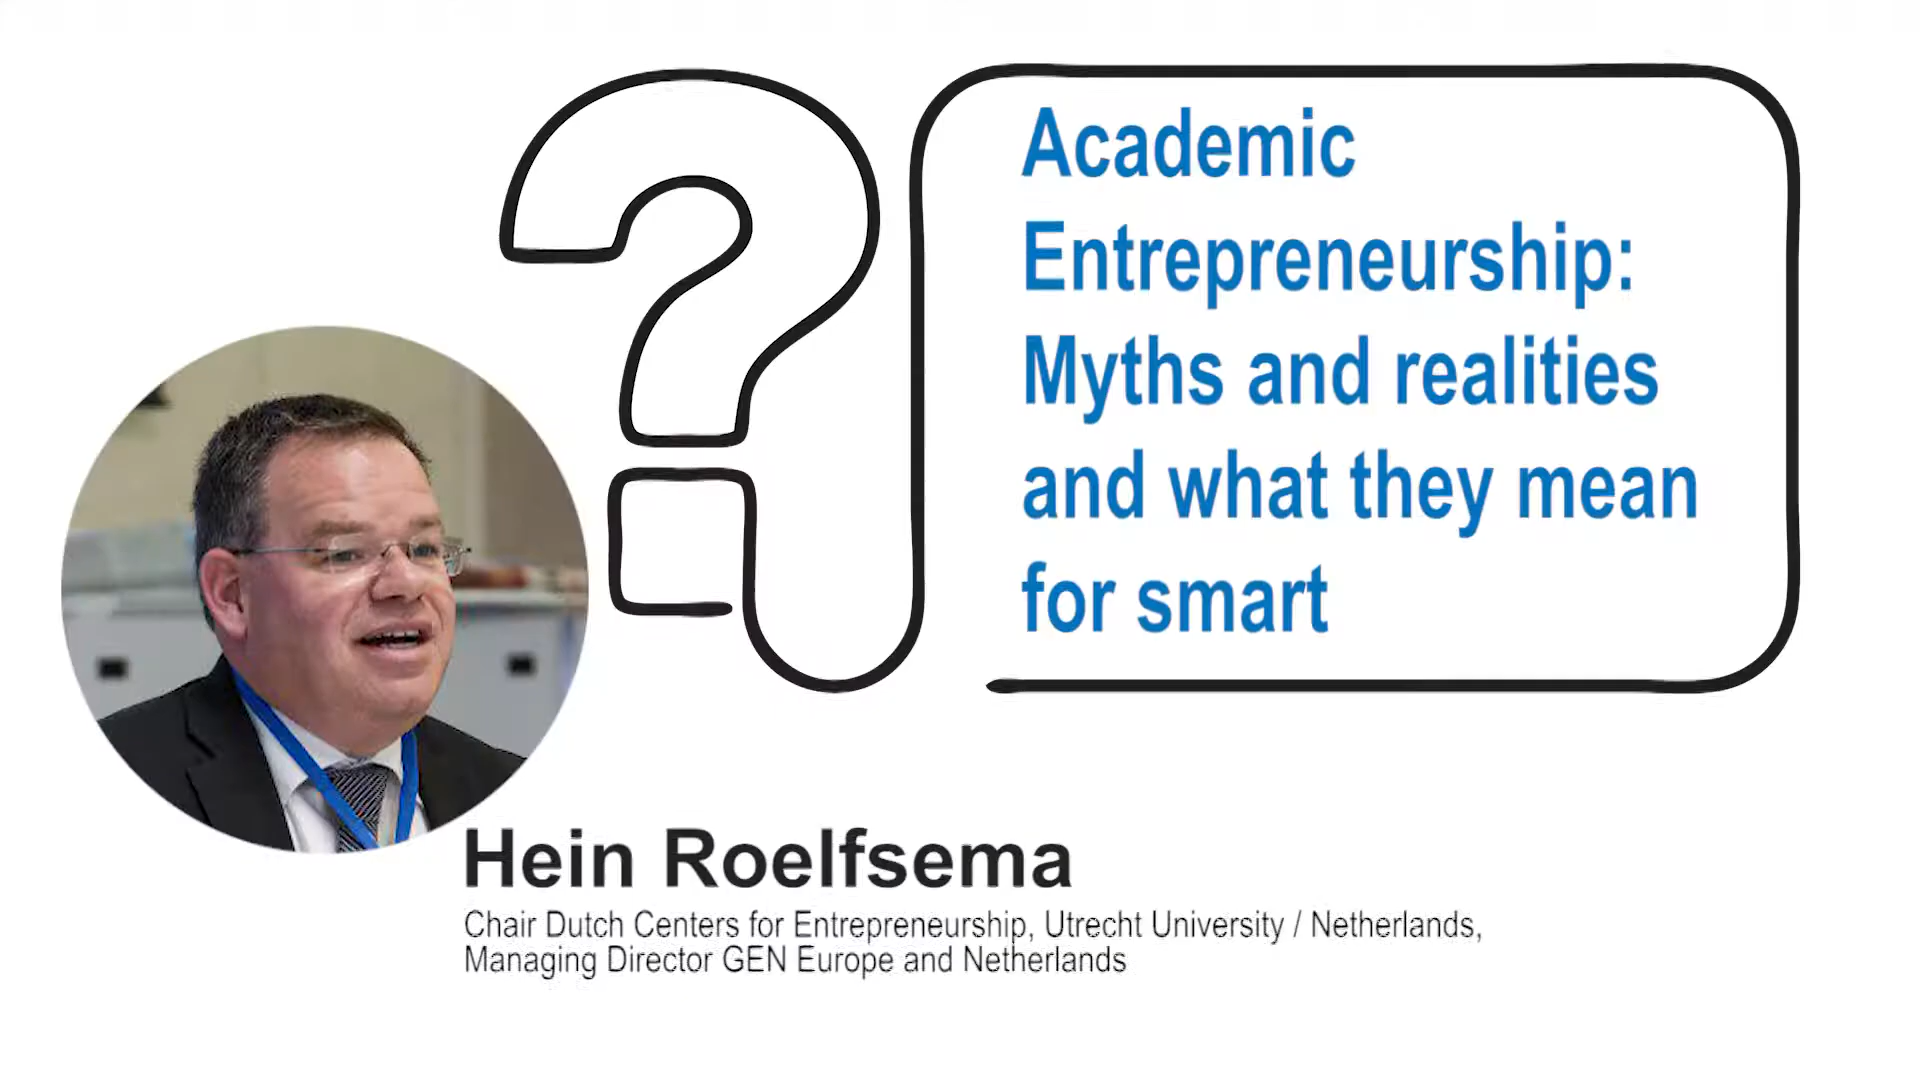 Academic
Entrepreneurship:
Myths and realities
and what they mean
for smart
Hein Roelfsema
Chair Dutch Centers for Entrepreneurship, Utrecht University / Netherlands,
Managing Director GEN Europe and Netherlands